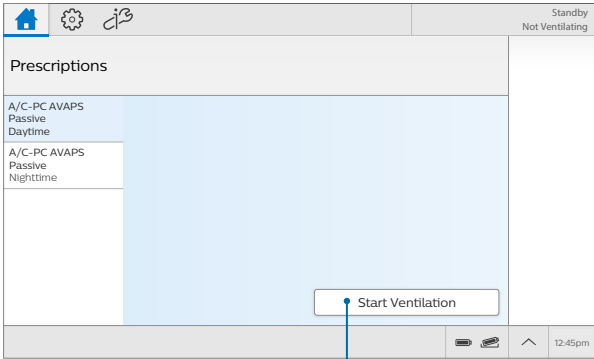 Standby
Not Ventilating
Prescriptions
A/C-PC AVAPS
Passive
Daytime
A/C-PC AVAPS
Passive
Nighttime
Start Ventilation
12:45pm